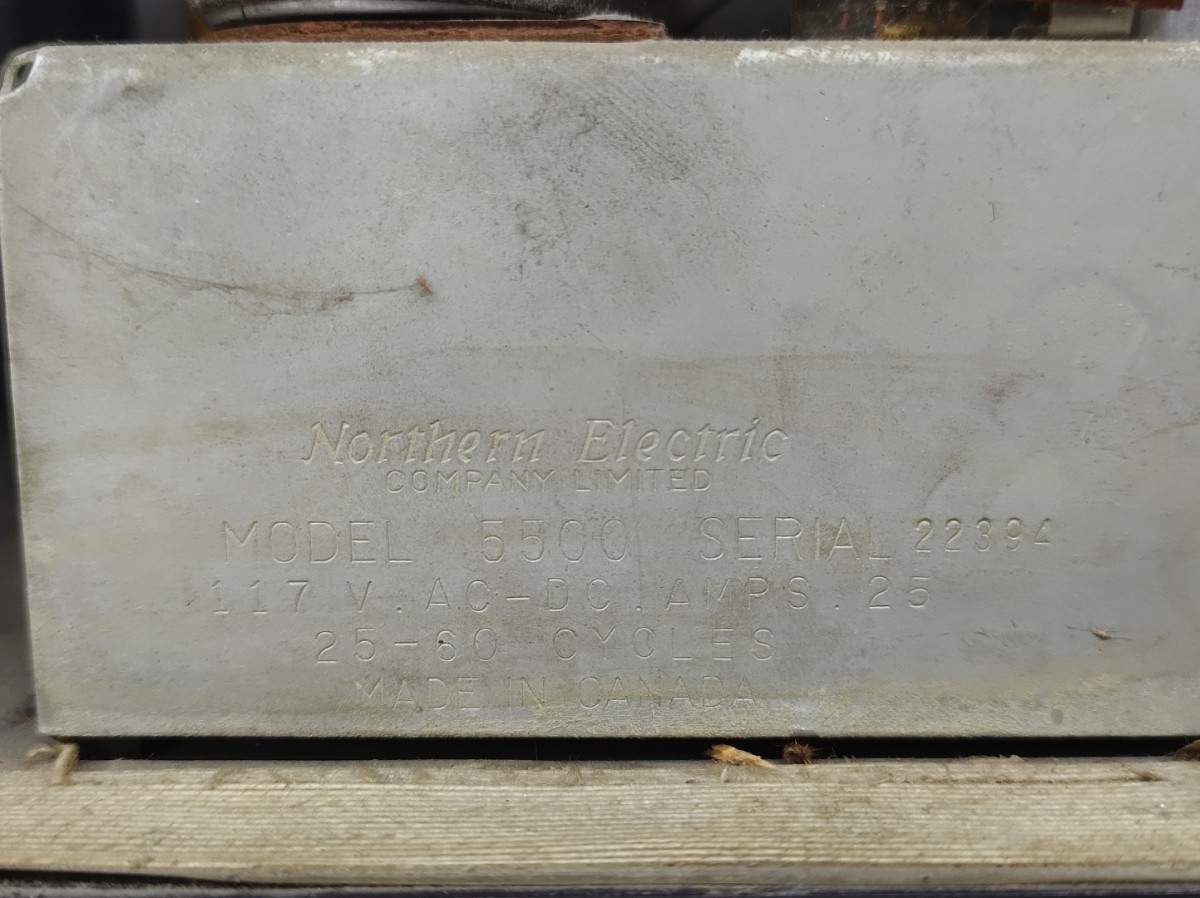 Northern Electric
COMPANY LIMITED
MODEL 5500 SERIAL 22394
117 V. AC-DC. AMPS. 25
25-60 CYCLES
MADE IN CANADA